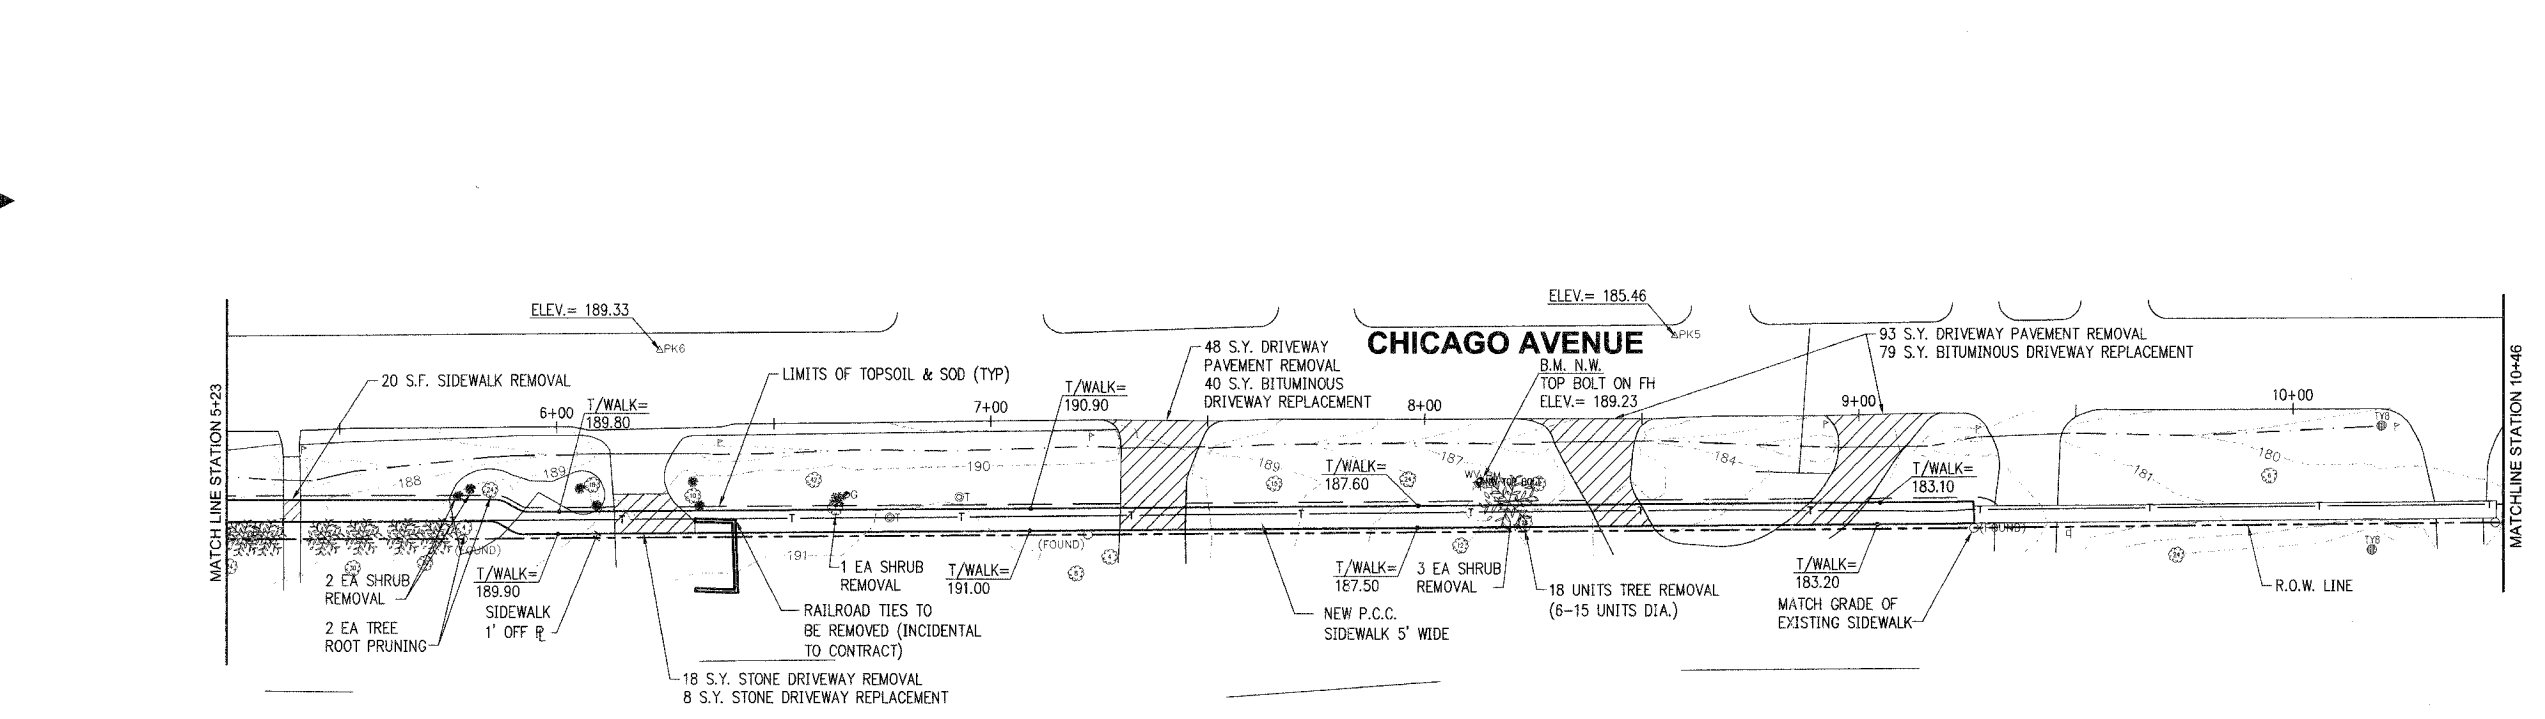 ELEV.= 189.33
PK6
ELEV.= 185.46
PK5
CHICAGO AVENUE
MATCH LINE STATION 5+23
MATCHLINE STATION 10+46
20 S.F. SIDEWALK REMOVAL
LIMITS OF TOPSOIL & SOD (TYP)
48 S.Y. DRIVEWAY
PAVEMENT REMOVAL
40 S.Y. BITUMINOUS
DRIVEWAY REPLACEMENT
B.M. N.W.
TOP BOLT ON FH
ELEV.= 189.23
93 S.Y. DRIVEWAY PAVEMENT REMOVAL
79 S.Y. BITUMINOUS DRIVEWAY REPLACEMENT
6+00
7+00
8+00
9+00
10+00
T/WALK=
189.80
T/WALK=
190.90
T/WALK=
187.60
T/WALK=
183.10
188
189
190
189
187
184
181
180
191
TYB
TYB
(FOUND)
T/WALK=
189.90
T/WALK=
191.00
T/WALK=
187.50
T/WALK=
183.20
2 EA SHRUB
REMOVAL
2 EA TREE
ROOT PRUNING
SIDEWALK
1' OFF ℄
1 EA SHRUB
REMOVAL
RAILROAD TIES TO
BE REMOVED (INCIDENTAL
TO CONTRACT)
18 S.Y. STONE DRIVEWAY REMOVAL
8 S.Y. STONE DRIVEWAY REPLACEMENT
NEW P.C.C.
SIDEWALK 5' WIDE
3 EA SHRUB
REMOVAL
18 UNITS TREE REMOVAL
(6-15 UNITS DIA.)
MATCH GRADE OF
EXISTING SIDEWALK
R.O.W. LINE